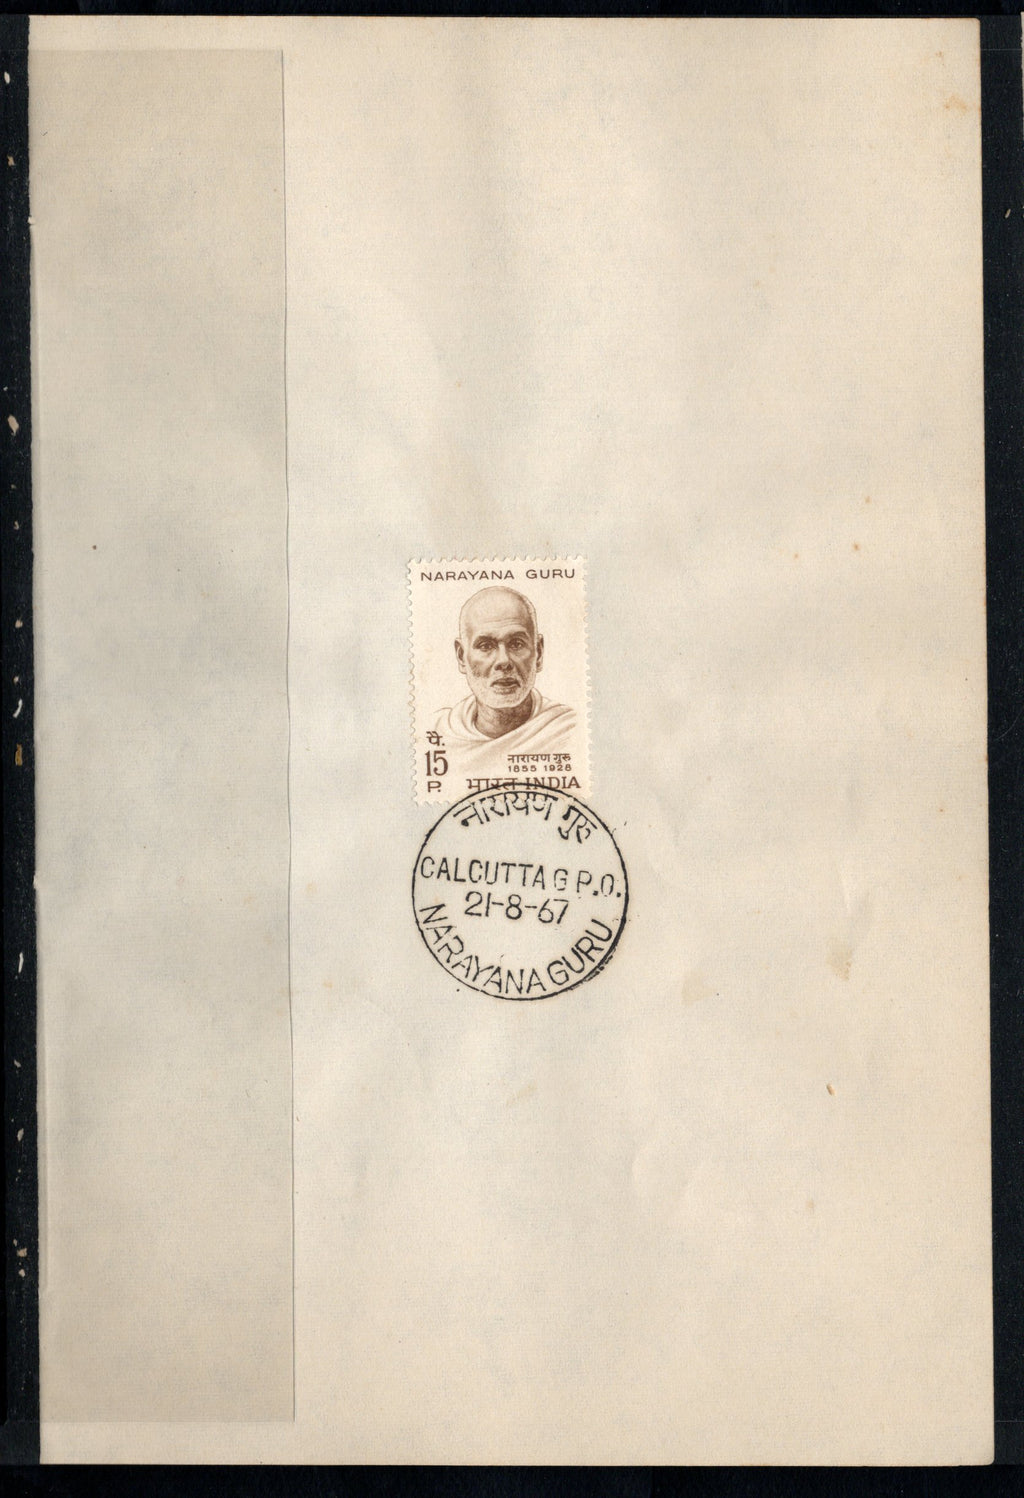 NARAYANA GURU
पै.
15
P.
नारायण गुरु
1855 1928
भारत INDIA
नारायण गुरु
CALCUTTA G P.O.
21-8-67
NARAYANA GURU